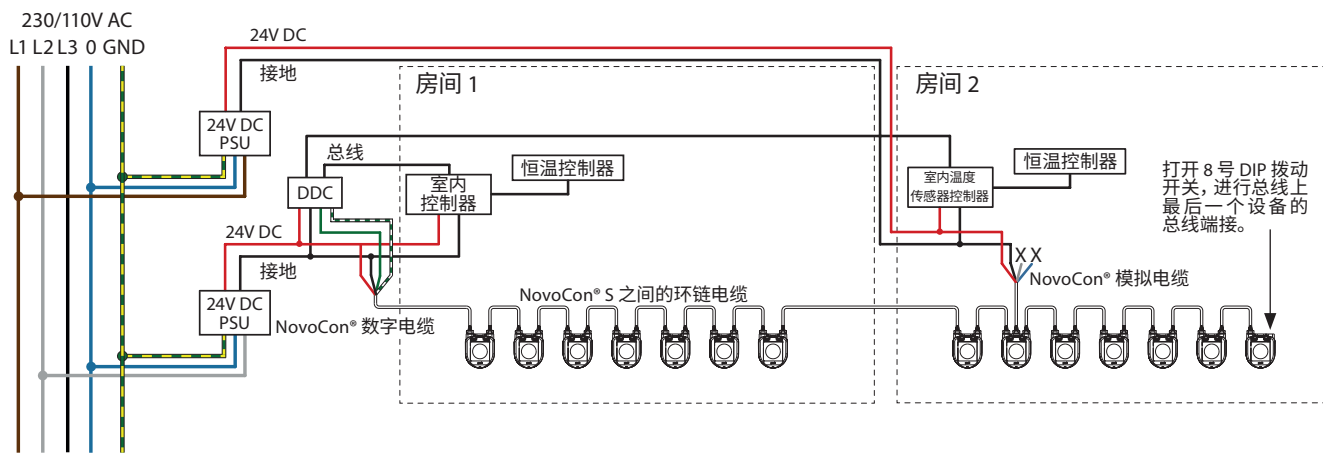 230/110V AC
L1 L2 L3 0 GND
24V DC
接地
24V DC
PSU
房间 1
房间 2
总线
DDC
室内
控制器
恒温控制器
室内温度
传感器控制器
恒温控制器
打开 8 号 DIP 拨动
开关，进行总线上
最后一个设备的
总线端接。
24V DC
接地
24V DC
PSU
NovoCon® 数字电缆
NovoCon® S 之间的环链电缆
X X
NovoCon® 模拟电缆